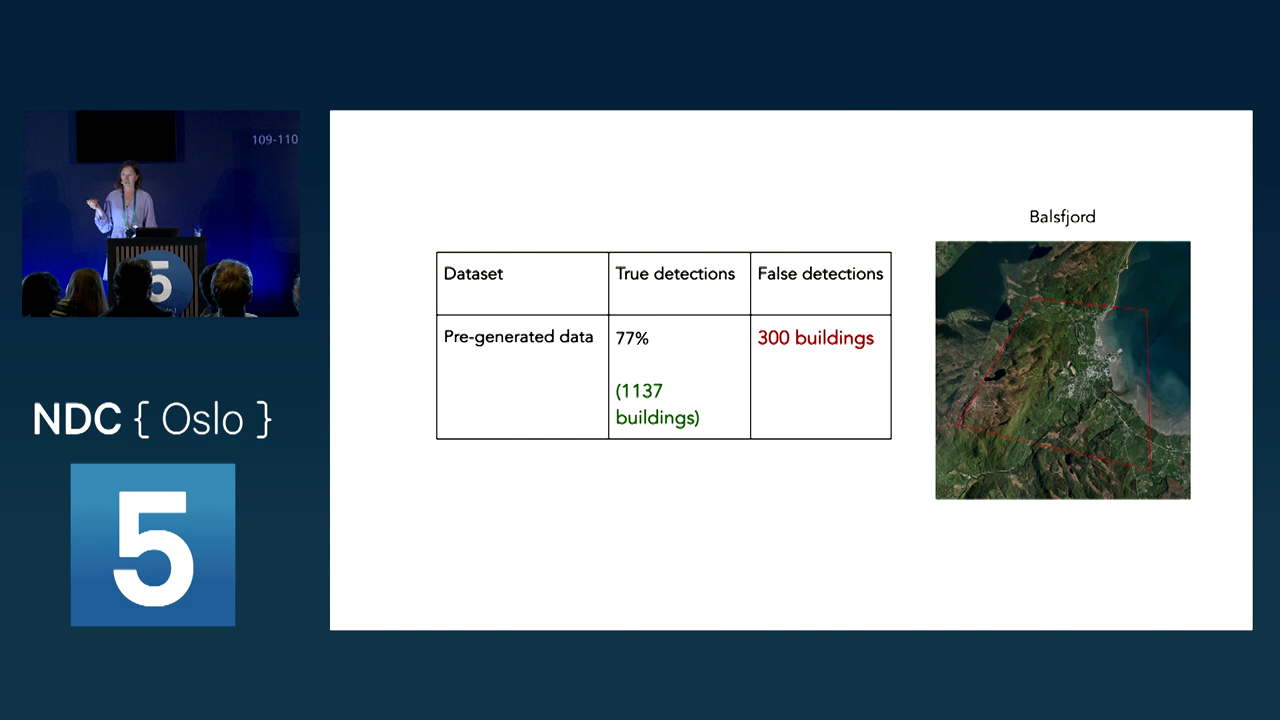 109-110
5
NDC { Oslo }
5
Balsfjord
Dataset
True detections
False detections
Pre-generated data
77%
(1137
buildings)
300 buildings